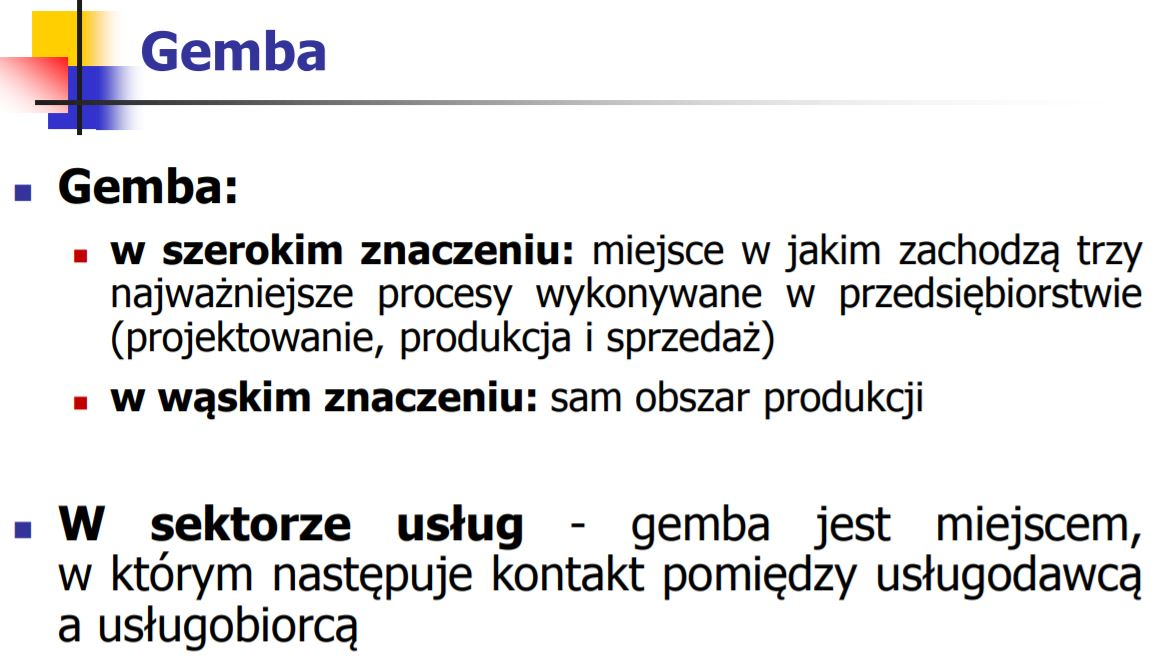 Gemba
Gemba:
w szerokim znaczeniu: miejsce w jakim zachodzą trzy
najważniejsze procesy wykonywane w przedsiębiorstwie
(projektowanie, produkcja i sprzedaż)
w wąskim znaczeniu: sam obszar produkcji
W sektorze usług - gemba jest miejscem,
w którym następuje kontakt pomiędzy usługodawcą
a usługobiorcą